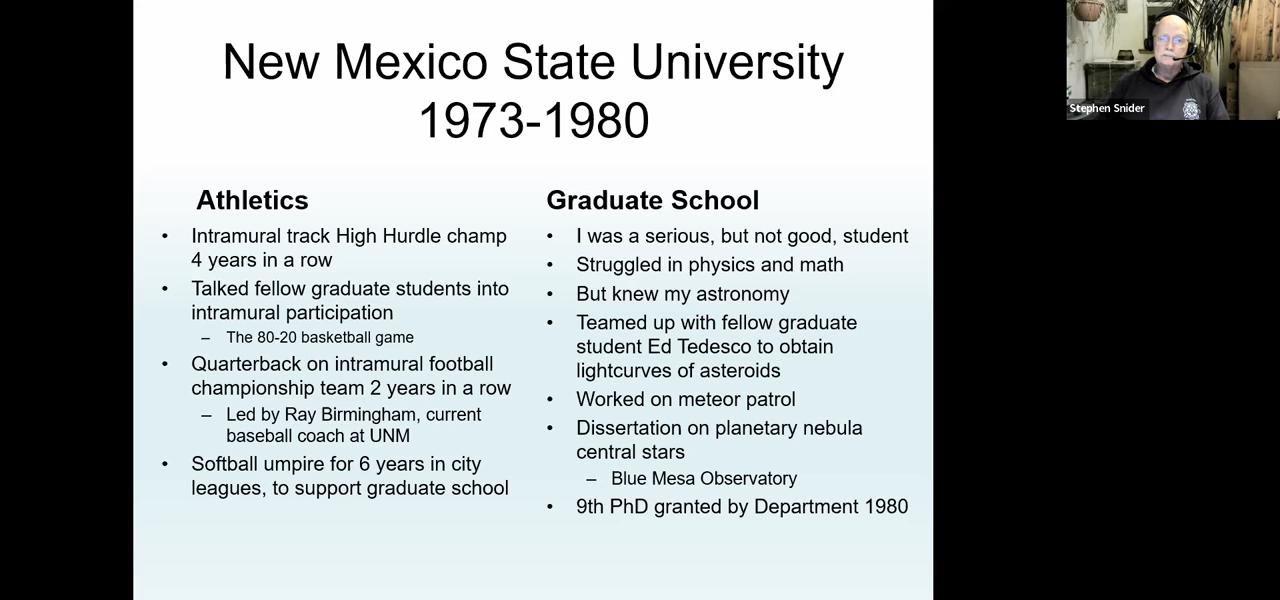 New Mexico State University
1973-1980
Athletics
• Intramural track High Hurdle champ
4 years in a row
• Talked fellow graduate students into
intramural participation
– The 80-20 basketball game
• Quarterback on intramural football
championship team 2 years in a row
– Led by Ray Birmingham, current
baseball coach at UNM
• Softball umpire for 6 years in city
leagues, to support graduate school
Graduate School
• I was a serious, but not good, student
• Struggled in physics and math
• But knew my astronomy
• Teamed up with fellow graduate
student Ed Tedesco to obtain
lightcurves of asteroids
• Worked on meteor patrol
• Dissertation on planetary nebula
central stars
– Blue Mesa Observatory
• 9th PhD granted by Department 1980
Stephen Snider